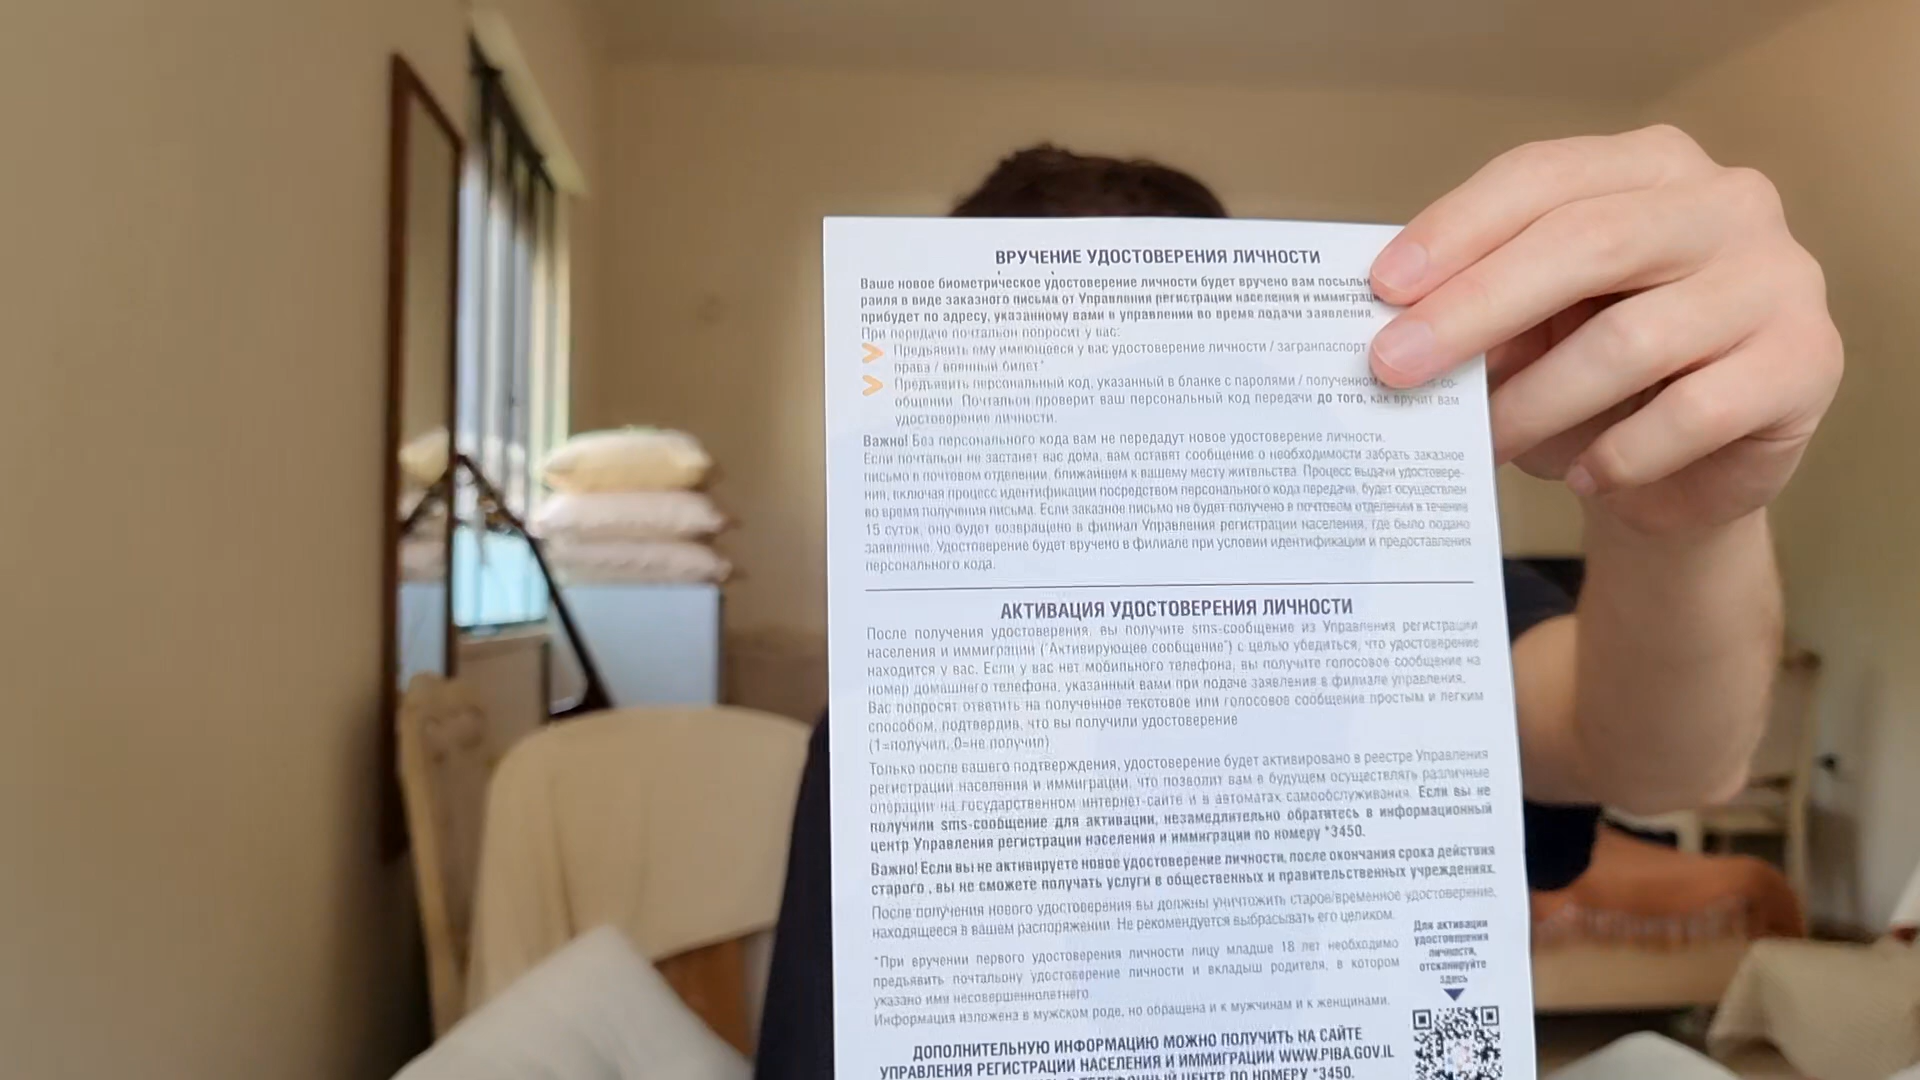 ВРУЧЕНИЕ УДОСТОВЕРЕНИЯ ЛИЧНОСТИ
Ваше новое биометрическое удостоверение личности будет вручено вам посыльн
раиля в виде заказного письма от Управления регистрации населения и иммиграц
прибудет по адресу, указанному вами в управлении во время подачи заявления.
При передаче почтальон попросит у вас:
Предъявить ему имеющееся у вас удостоверение личности / загранпаспорт
права / военный билет*
Предъявить персональный код, указанный в бланке с паролями / полученном sms-со-
общении. Почтальон проверит ваш персональный код передачи до того, как вручит вам
удостоверение личности.
Важно! Без персонального кода вам не передадут новое удостоверение личности.
Если почтальон не застанет вас дома, вам оставят сообщение о необходимости забрать заказное
письмо в почтовом отделении, ближайшем к вашему месту жительства. Процесс выдачи удостовере-
ния, включая процесс идентификации посредством персонального кода передачи, будет осуществлен
во время получения письма. Если заказное письмо не будет получено в почтовом отделении в течение
15 суток, оно будет возвращено в филиал Управления регистрации населения, где было подано
заявление. Удостоверение будет вручено в филиале при условии идентификации и предоставления
персонального кода.
АКТИВАЦИЯ УДОСТОВЕРЕНИЯ ЛИЧНОСТИ
После получения удостоверения, вы получите sms-сообщение из Управления регистрации
населения и иммиграции ("Активирующее сообщение") с целью убедиться, что удостоверение
находится у вас. Если у вас нет мобильного телефона, вы получите голосовое сообщение на
номер домашнего телефона, указанный вами при подаче заявления в филиале управления.
Вас попросят ответить на полученное текстовое или голосовое сообщение простым и легким
способом, подтвердив, что вы получили удостоверение
(1=получил, 0=не получил)
Только после вашего подтверждения, удостоверение будет активировано в реестре Управления
регистрации населения и иммиграции, что позволит вам в будущем осуществлять различные
операции на государственном интернет-сайте и в автоматах самообслуживания. Если вы не
получили sms-сообщение для активации, незамедлительно обратитесь в информационный
центр Управления регистрации населения и иммиграции по номеру *3450.
Важно! Если вы не активируете новое удостоверение личности, после окончания срока действия
старого , вы не сможете получать услуги в общественных и правительственных учреждениях.
После получения нового удостоверения вы должны уничтожить старое/временное удостоверение,
находящееся в вашем распоряжении. Не рекомендуется выбрасывать его целиком.
*При вручении первого удостоверения личности лицу младше 18 лет необходимо
предъявить почтальону удостоверение личности и вкладыш родителя, в котором
указано имя несовершеннолетнего
Информация изложена в мужском роде, но обращена и к мужчинам и к женщинами.
Для активации
удостоверения
личности,
отсканируйте
здесь
ДОПОЛНИТЕЛЬНУЮ ИНФОРМАЦИЮ МОЖНО ПОЛУЧИТЬ НА САЙТЕ
УПРАВЛЕНИЯ РЕГИСТРАЦИИ НАСЕЛЕНИЯ И ИММИГРАЦИИ WWW.PIBA.GOV.IL
ТЕЛЕФОННЫЙ ЦЕНТР ПО НОМЕРУ *3450.